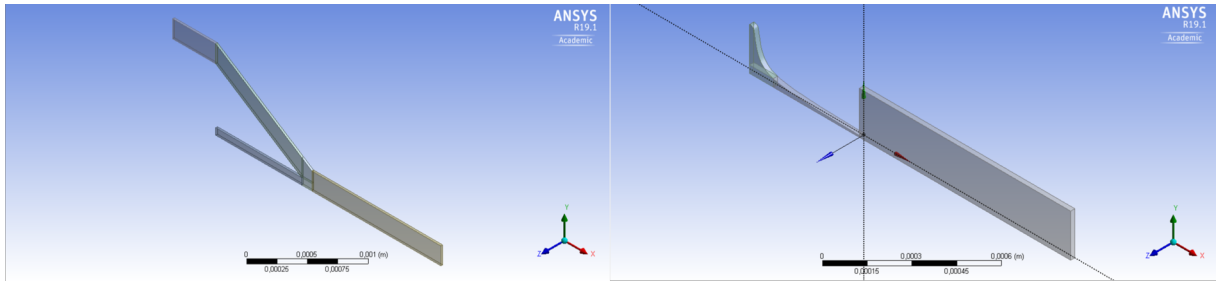 ANSYS
R19.1
Academic
Y
Z
X
0
0,0005
0,001 (m)
0,00025
0,00075
ANSYS
R19.1
Academic
Y
Z
X
0
0,0003
0,0006 (m)
0,00015
0,00045